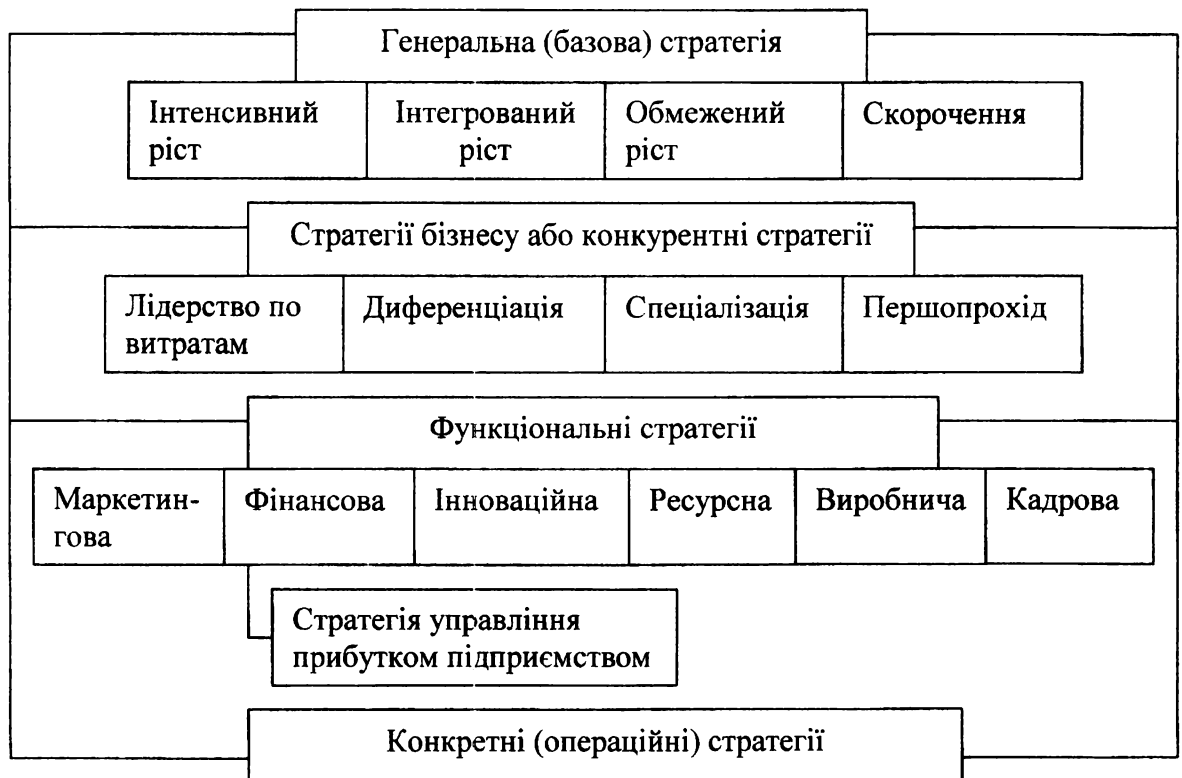 Генеральна (базова) стратегія
Інтенсивний
ріст
Інтегрований
ріст
Обмежений
ріст
Скорочення
Стратегії бізнесу або конкурентні стратегії
Лідерство по
витратам
Диференціація
Спеціалізація
Першопрохід
Функціональні стратегії
Маркетин-
гова
Фінансова
Інноваційна
Ресурсна
Виробнича
Кадрова
Стратегія управління
прибутком підприємством
Конкретні (операційні) стратегії